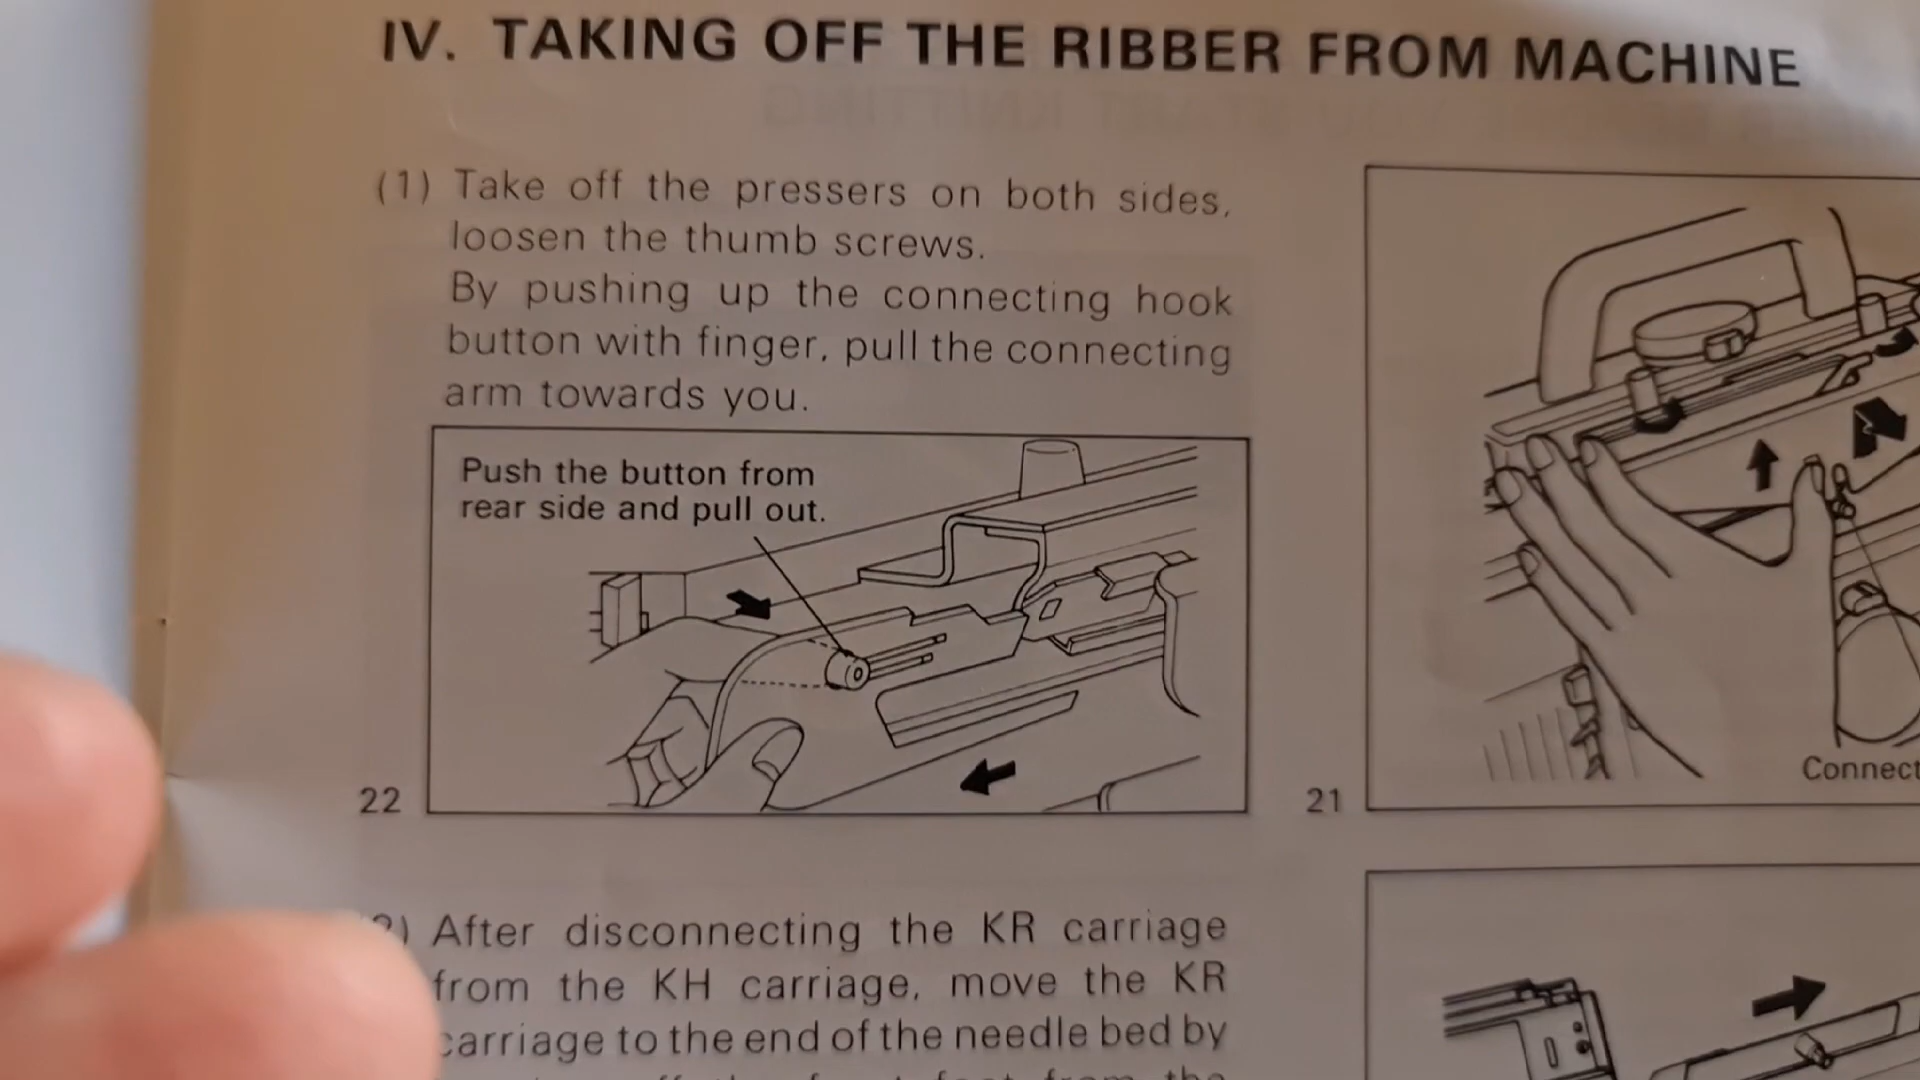 IV. TAKING OFF THE RIBBER FROM MACHINE
(1) Take off the pressers on both sides,
loosen the thumb screws.
By pushing up the connecting hook
button with finger, pull the connecting
arm towards you.
Push the button from
rear side and pull out.
22
21
Connect
After disconnecting the KR carriage
from the KH carriage, move the KR
carriage to the end of the needle bed by